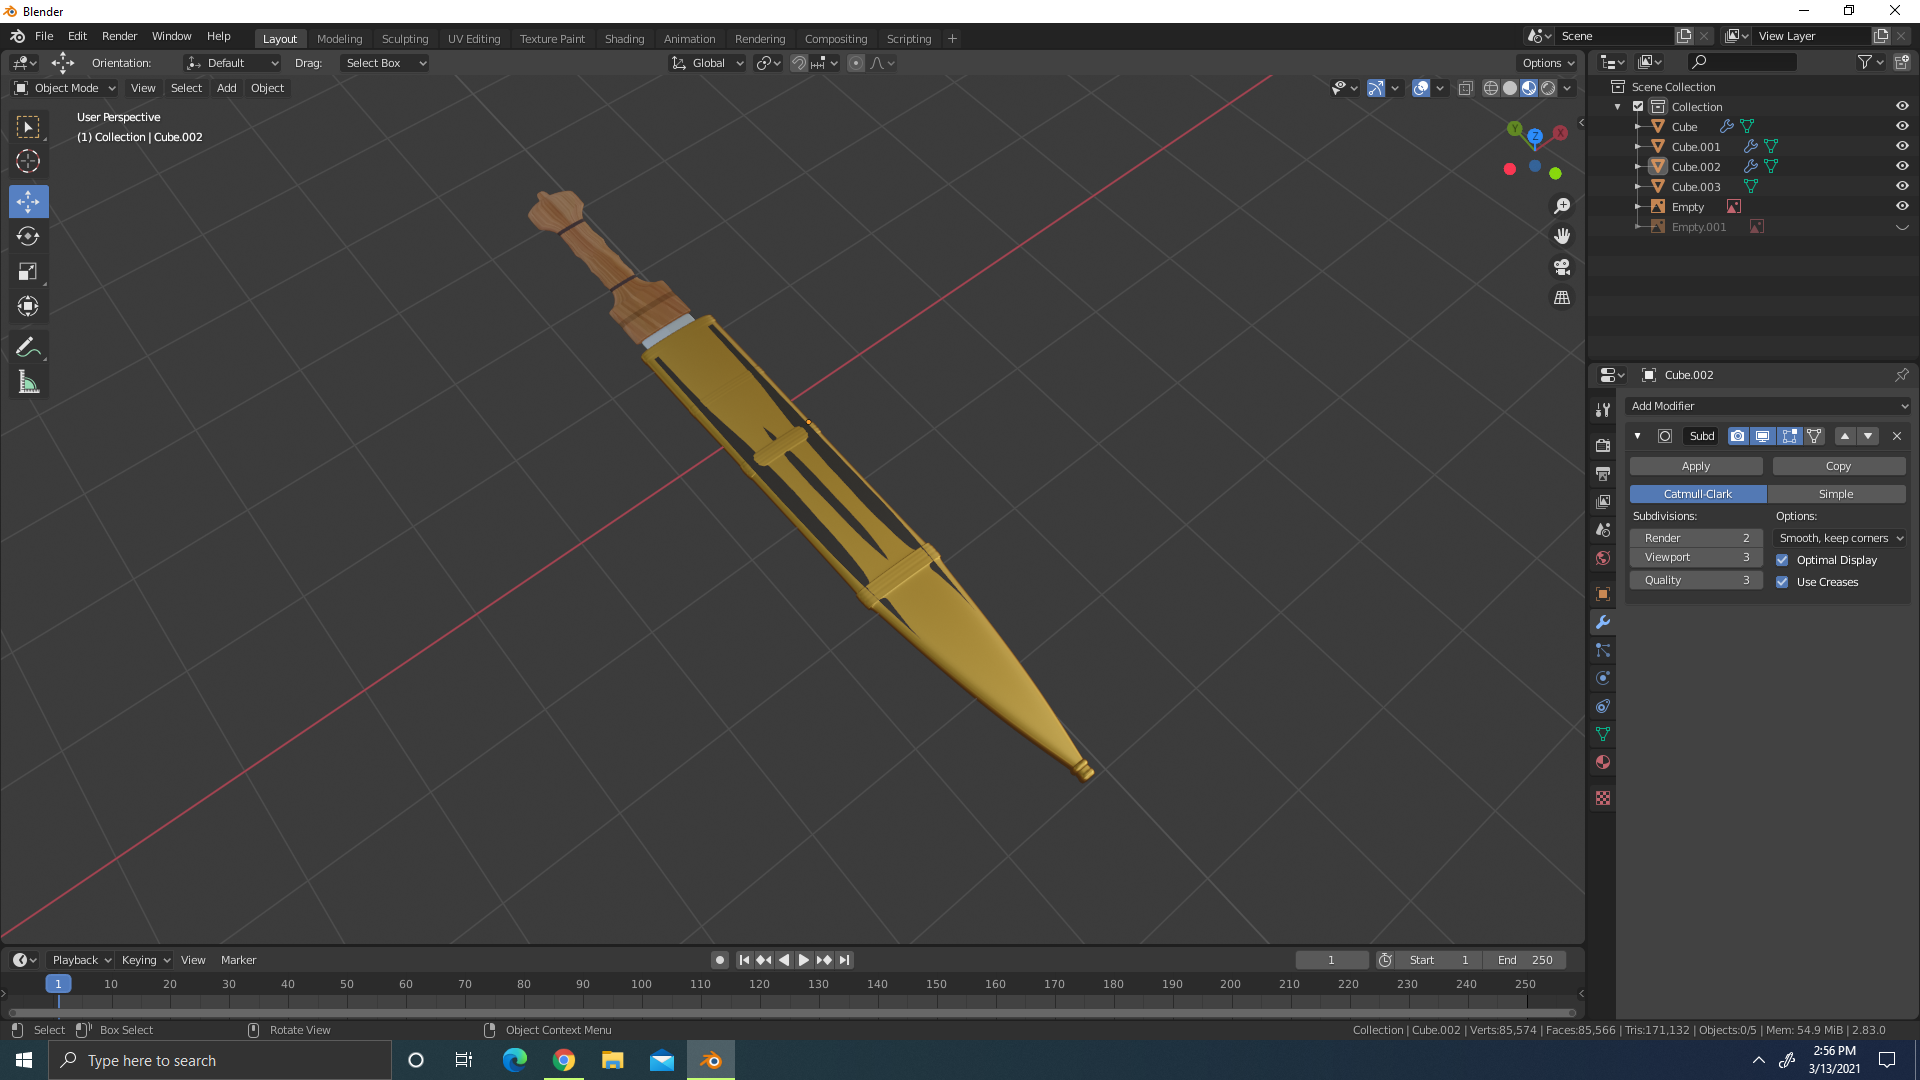 Blender
File Edit Render Window Help
Layout Modeling Sculpting UV Editing Texture Paint Shading Animation Rendering Compositing Scripting
Scene View Layer
Orientation: Default Drag: Select Box Global Options
Object Mode View Select Add Object
User Perspective
(1) Collection | Cube.002
Y Z X
Scene Collection
Collection
Cube
Cube.001
Cube.002
Cube.003
Empty
Empty.001
Cube.002
Add Modifier
Subd
Apply Copy
Catmull-Clark Simple
Subdivisions: Options:
Render 2 Smooth, keep corners
Viewport 3 Optimal Display
Quality 3 Use Creases
Playback Keying View Marker 1 Start 1 End 250
1 10 20 30 40 50 60 70 80 90 100 110 120 130 140 150 160 170 180 190 200 210 220 230 240 250
Select Box Select Rotate View Object Context Menu Collection | Cube.002 | Verts:85,574 | Faces:85,566 | Tris:171,132 | Objects:0/5 | Mem: 54.9 MiB | 2.83.0
Type here to search
2:56 PM
3/13/2021